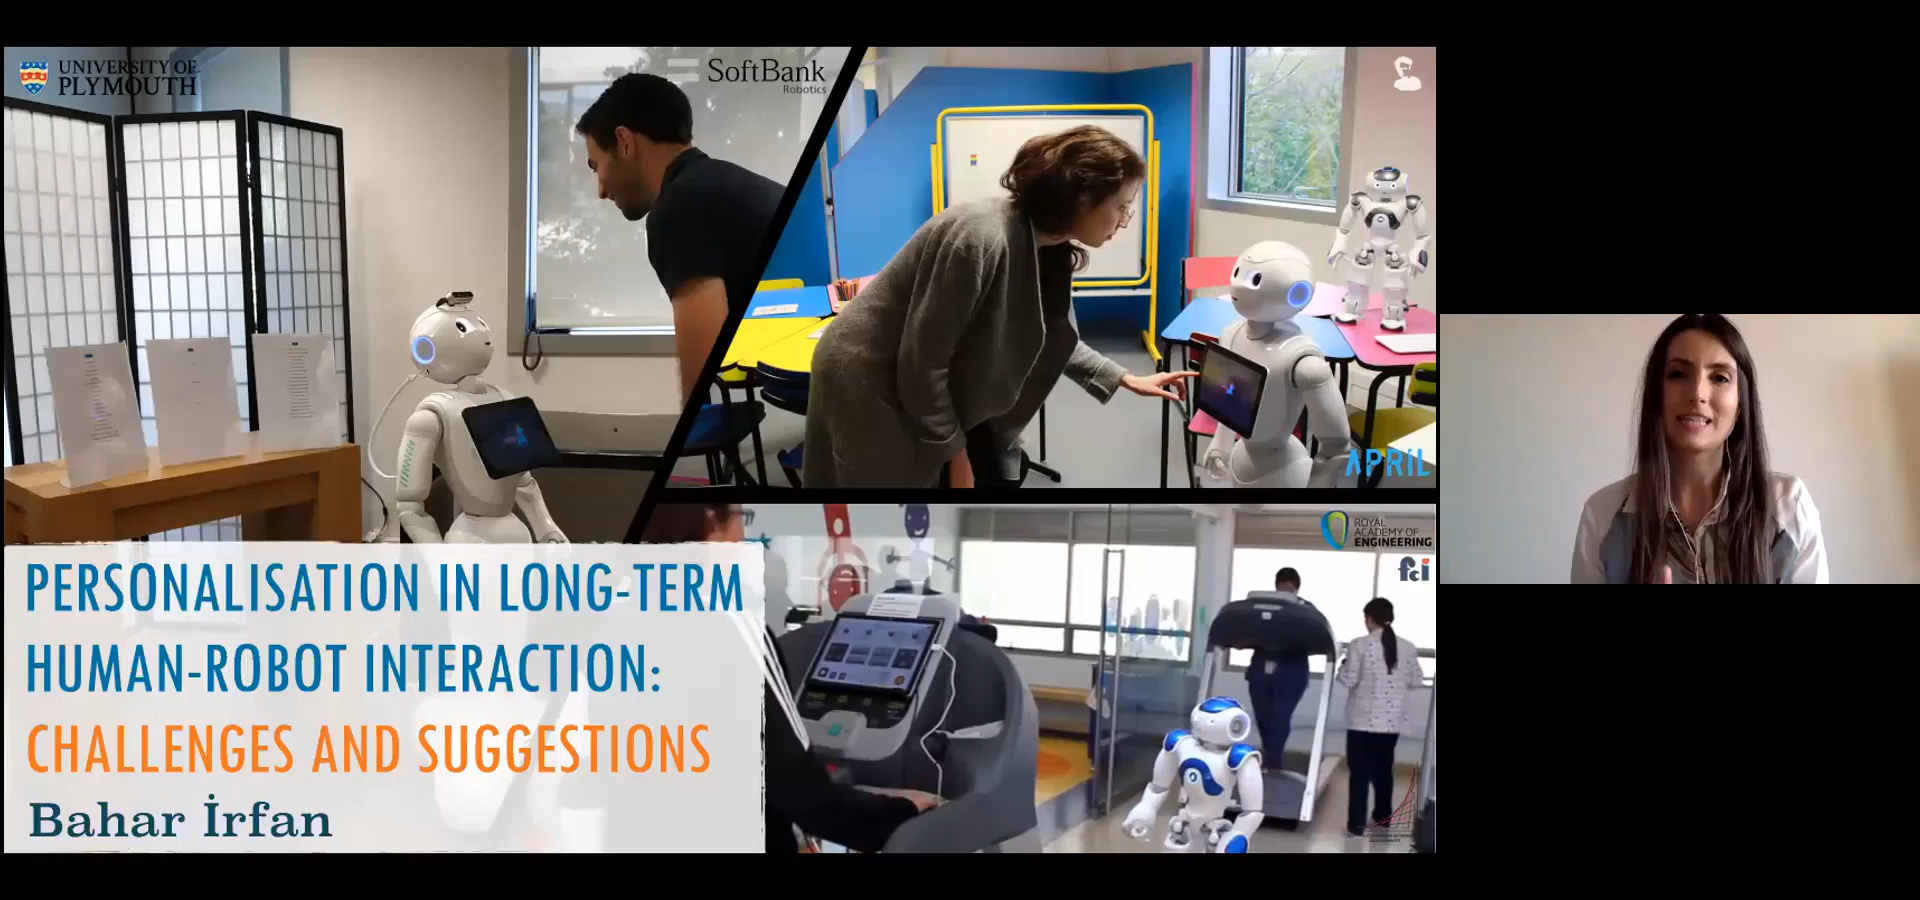 UNIVERSITY OF
PLYMOUTH
SoftBank
Robotics
APRIL
ROYAL
ACADEMY OF
ENGINEERING
fci
PERSONALISATION IN LONG-TERM
HUMAN-ROBOT INTERACTION:
CHALLENGES AND SUGGESTIONS
Bahar İrfan